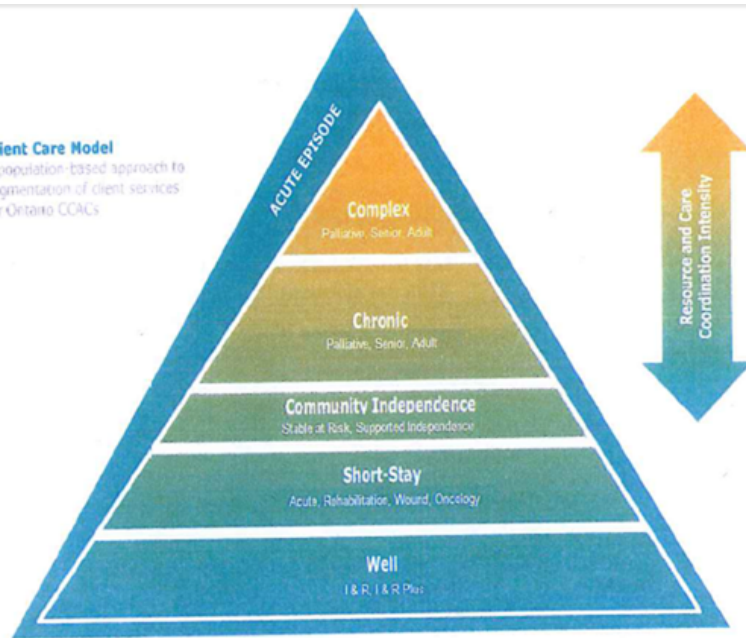 ient Care Model
population-based approach to
gmentation of client services
r Ontario CCACs
ACUTE EPISODE
Complex
Palliative, Senior, Adult
Chronic
Palliative, Senior, Adult
Community Independence
Stable at Risk, Supported Independence
Short-Stay
Acute, Rehabilitation, Wound, Oncology
Well
I & R, I & R Plus
Resource and Care
Coordination Intensity